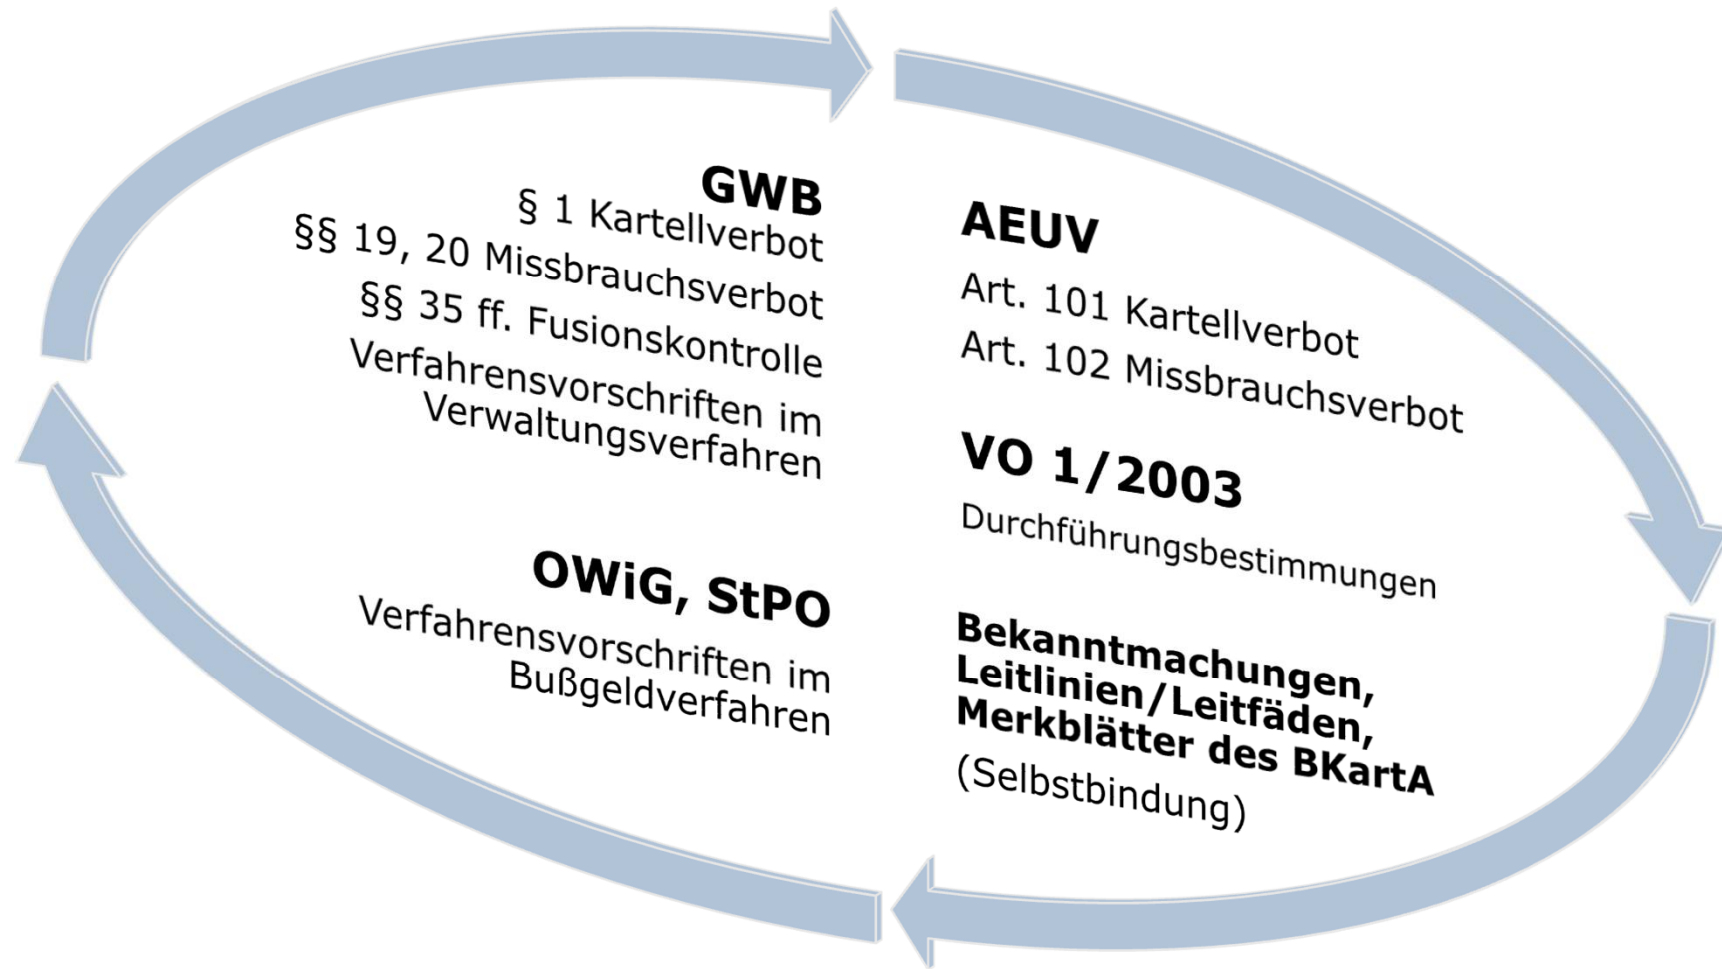 GWB
§ 1 Kartellverbot
§§ 19, 20 Missbrauchsverbot
§§ 35 ff. Fusionskontrolle
Verfahrensvorschriften im
Verwaltungsverfahren
OWiG, StPO
Verfahrensvorschriften im
Bußgeldverfahren
AEUV
Art. 101 Kartellverbot
Art. 102 Missbrauchsverbot
VO 1/2003
Durchführungsbestimmungen
Bekanntmachungen,
Leitlinien/Leitfäden,
Merkblätter des BKartA
(Selbstbindung)